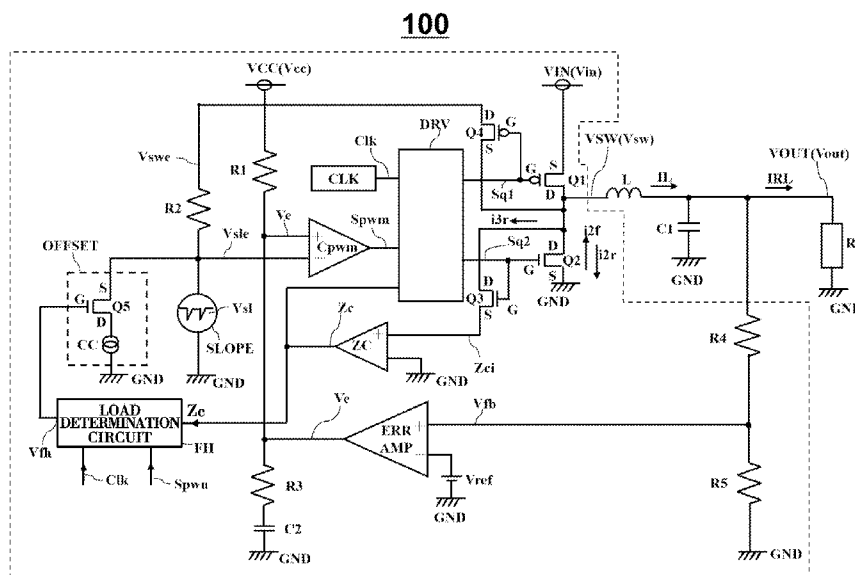 100
VCC(Vcc)
VIN(Vin)
DRV
D
Q4
G
S
Clk
CLK
Vswc
R1
R2
Sq1
G
S
Q1
D
VSW(Vsw)
L
IL
IRL
VOUT(Vout)
C1
GND
R
GND
i3r
Sq2
i2f
i2r
D
G
Q2
S
GND
Ve
+
Cpwm
-
Spwm
Vsle
OFFSET
S
G
Q5
D
CC
GND
Vsl
SLOPE
GND
D
Q3
S
G
Zc
ZC
+
-
GND
Zci
R4
LOAD
DETERMINATION
CIRCUIT
FH
Zc
Vfh
Clk
Spwm
Ve
ERR
AMP
+
-
Vfb
Vref
GND
R3
C2
GND
R5
GND